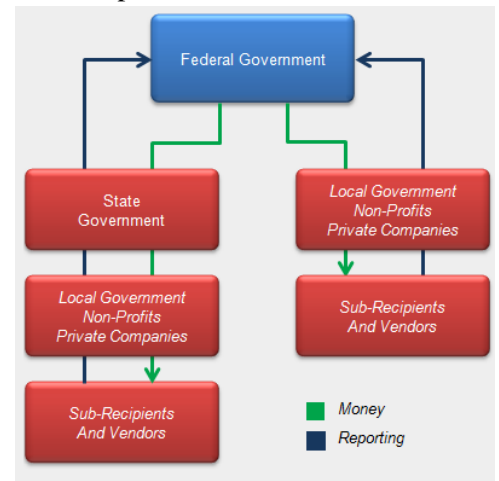 Federal Government
State
Government
Local Government
Non-Profits
Private Companies
Local Government
Non-Profits
Private Companies
Sub-Recipients
And Vendors
Sub-Recipients
And Vendors
Money
Reporting